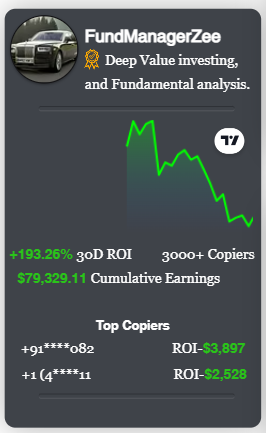 FundManagerZee
Deep Value investing,
and Fundamental analysis.
+193.26% 30D ROI 3000+ Copiers
$79,329.11 Cumulative Earnings
Top Copiers
+91****082 ROI-$3,897
+1 (4****11 ROI-$2,528